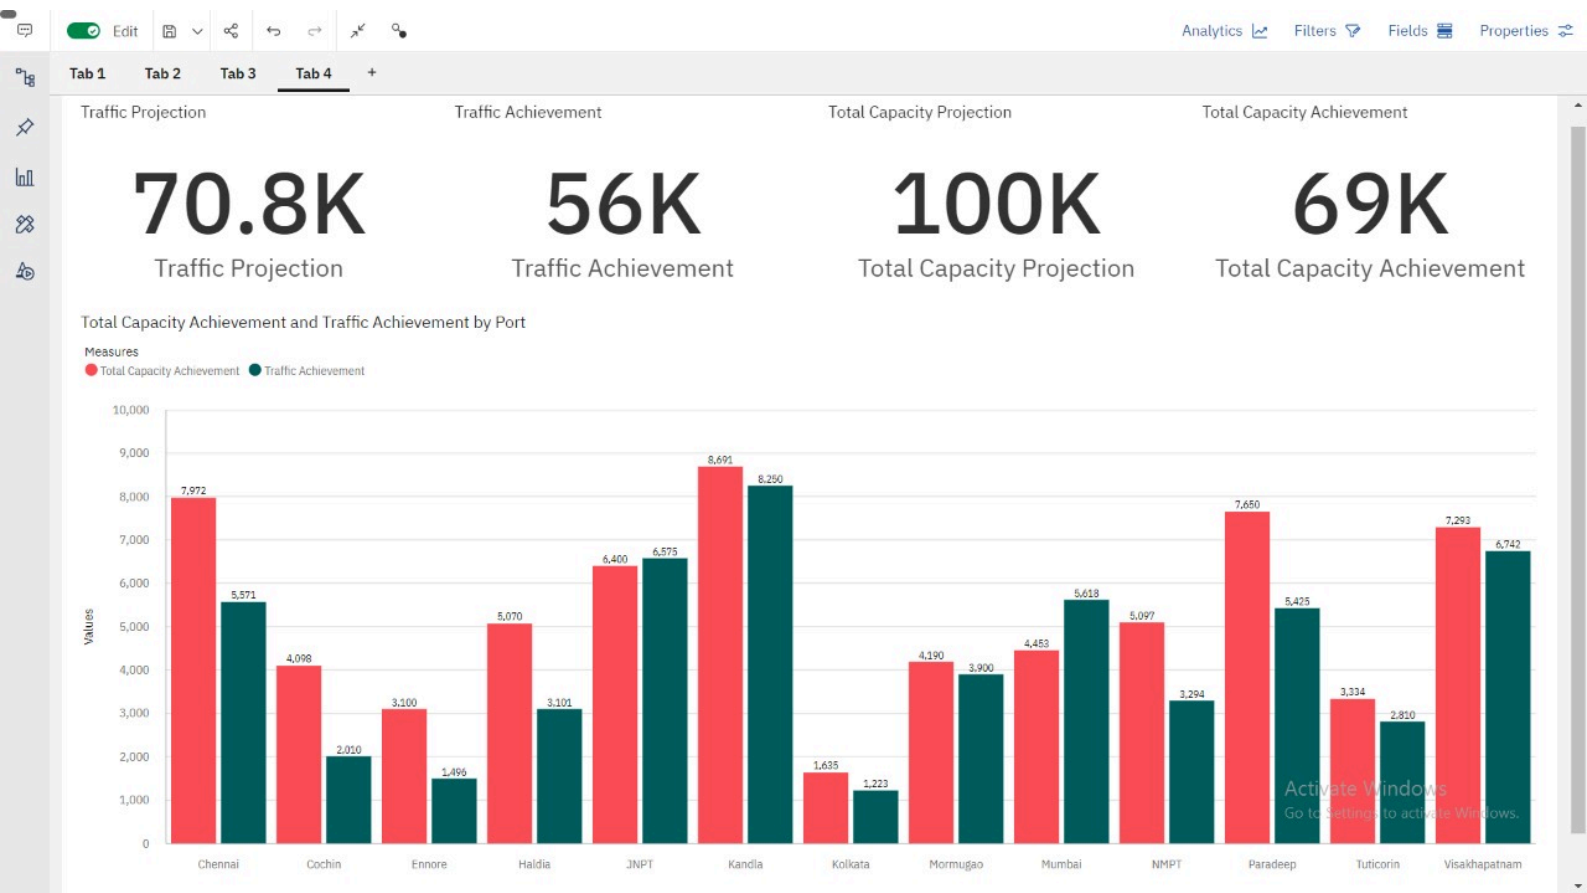 Edit
Analytics Filters Fields Properties
Tab 1 Tab 2 Tab 3 Tab 4 +
Traffic Projection Traffic Achievement Total Capacity Projection Total Capacity Achievement
70.8K 56K 100K 69K
Traffic Projection Traffic Achievement Total Capacity Projection Total Capacity Achievement
Total Capacity Achievement and Traffic Achievement by Port
Measures
Total Capacity Achievement Traffic Achievement
Values
10,000
9,000
8,000
7,000
6,000
5,000
4,000
3,000
2,000
1,000
0
7,972 5,571
4,098 2,010
3,100 1,496
5,070 3,101
6,400 6,575
8,691 8,250
1,635 1,223
4,190 3,900
4,453 5,618
5,097 3,294
7,650 5,425
3,334 2,810
7,293 6,742
Chennai Cochin Ennore Haldia JNPT Kandla Kolkata Mormugao Mumbai NMPT Paradeep Tuticorin Visakhapatnam
Activate Windows
Go to Settings to activate Windows.